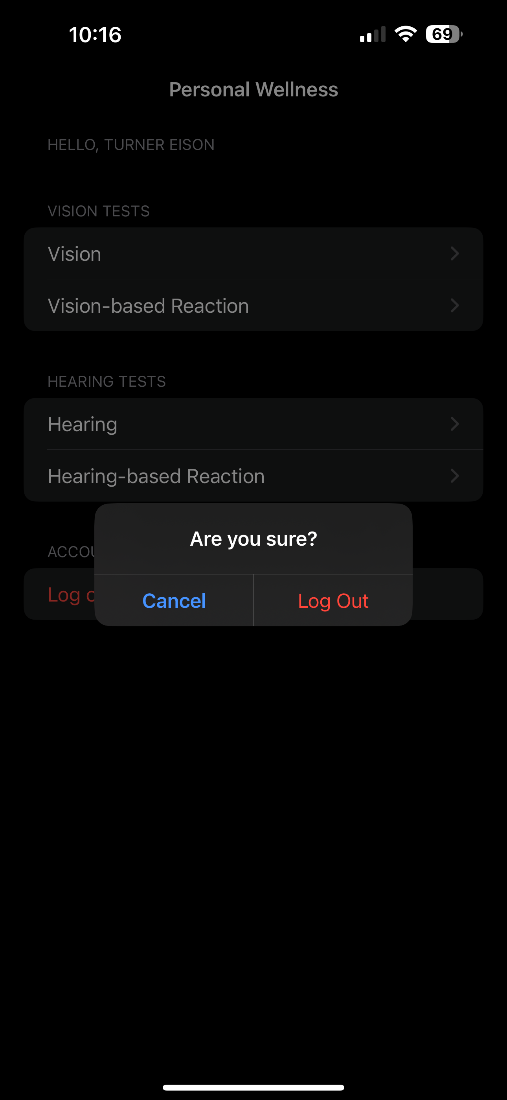 10:16
69
Personal Wellness
HELLO, TURNER EISON
VISION TESTS
Vision
Vision-based Reaction
HEARING TESTS
Hearing
Hearing-based Reaction
Are you sure?
Cancel
Log Out
Log